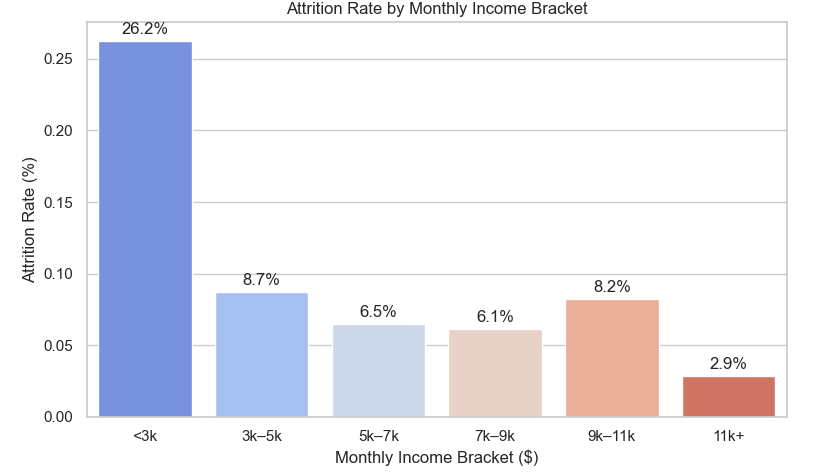 Attrition Rate by Monthly Income Bracket
26.2%
8.7%
6.5%
6.1%
8.2%
2.9%
Attrition Rate (%)
0.25
0.20
0.15
0.10
0.05
0.00
<3k
3k–5k
5k–7k
7k–9k
9k–11k
11k+
Monthly Income Bracket ($)